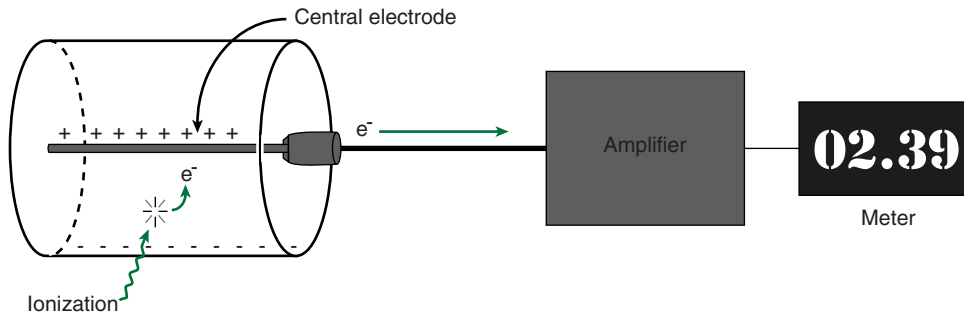 Central electrode
+ + + + + + + +
e-
Amplifier
02.39
e-
Meter
- - - - - - - - - -
Ionization